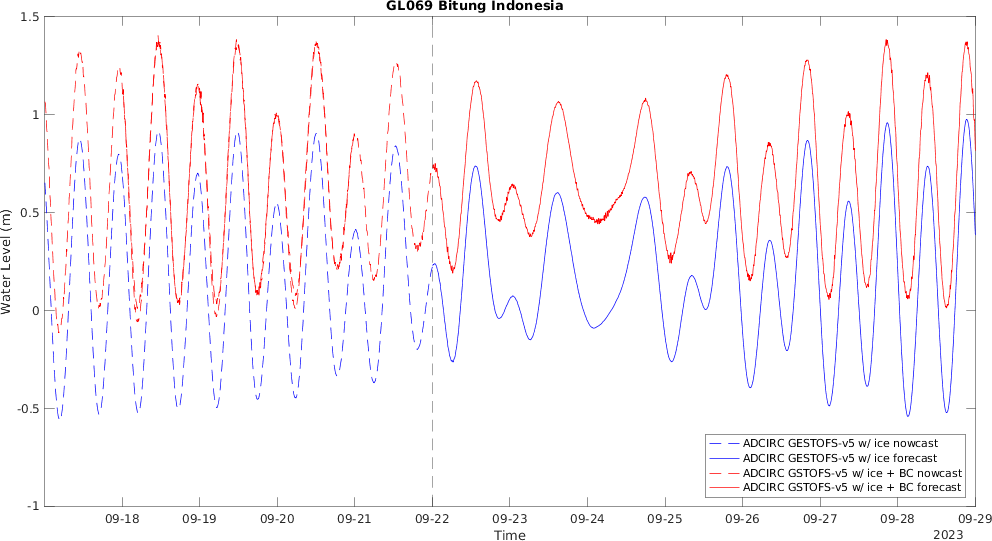 GL069 Bitung Indonesia
1.5
1
0.5
0
-0.5
-1
Water Level (m)
09-18
09-19
09-20
09-21
09-22
09-23
09-24
09-25
09-26
09-27
09-28
09-29
2023
Time
ADCIRC GESTOFS-v5 w/ ice nowcast
ADCIRC GESTOFS-v5 w/ ice forecast
ADCIRC GSTOFS-v5 w/ ice + BC nowcast
ADCIRC GSTOFS-v5 w/ ice + BC forecast